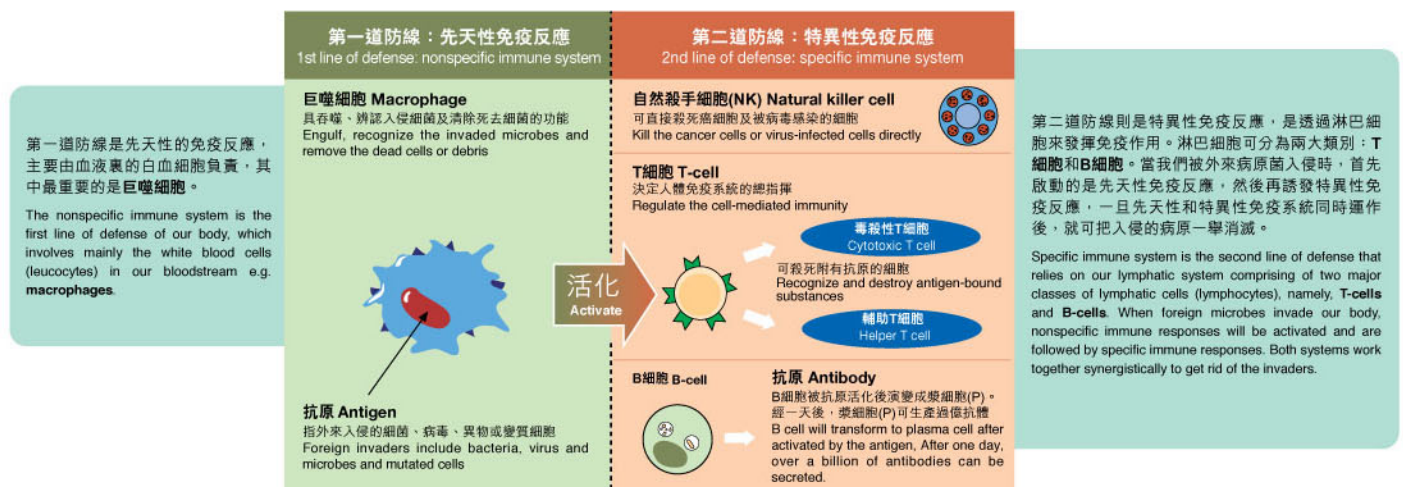 第一道防線：先天性免疫反應
1st line of defense: nonspecific immune system
第二道防線：特異性免疫反應
2nd line of defense: specific immune system
第一道防線是先天性的免疫反應，
主要由血液裏的白血細胞負責，其
中最重要的是巨噬細胞。
The nonspecific immune system is the
first line of defense of our body, which
involves mainly the white blood cells
(leucocytes) in our bloodstream e.g.
macrophages.
巨噬細胞 Macrophage
具吞噬、辨認入侵細菌及清除死去細菌的功能
Engulf, recognize the invaded microbes and
remove the dead cells or debris
抗原 Antigen
指外來入侵的細菌、病毒、異物或變質細胞
Foreign invaders include bacteria, virus and
microbes and mutated cells
活化
Activate
自然殺手細胞(NK) Natural killer cell
可直接殺死癌細胞及被病毒感染的細胞
Kill the cancer cells or virus-infected cells directly
T細胞 T-cell
決定人體免疫系統的總指揮
Regulate the cell-mediated immunity
毒殺性T細胞
Cytotoxic T cell
可殺死附有抗原的細胞
Recognize and destroy antigen-bound
substances
輔助T細胞
Helper T cell
B細胞 B-cell
抗原 Antibody
B細胞被抗原活化後演變成漿細胞(P)。
經一天後，漿細胞(P)可生產過億抗體
B cell will transform to plasma cell after
activated by the antigen, After one day,
over a billion of antibodies can be
secreted.
第二道防線則是特異性免疫反應，是透過淋巴細
胞來發揮免疫作用。淋巴細胞可分為兩大類別：T
細胞和B細胞。當我們被外來病原菌入侵時，首先
啟動的是先天性免疫反應，然後再誘發特異性免
疫反應，一旦先天性和特異性免疫系統同時運作
後，就可把入侵的病原一舉消滅。
Specific immune system is the second line of defense that
relies on our lymphatic system comprising of two major
classes of lymphatic cells (lymphocytes), namely, T-cells
and B-cells. When foreign microbes invade our body,
nonspecific immune responses will be activated and are
followed by specific immune responses. Both systems work
together synergistically to get rid of the invaders.